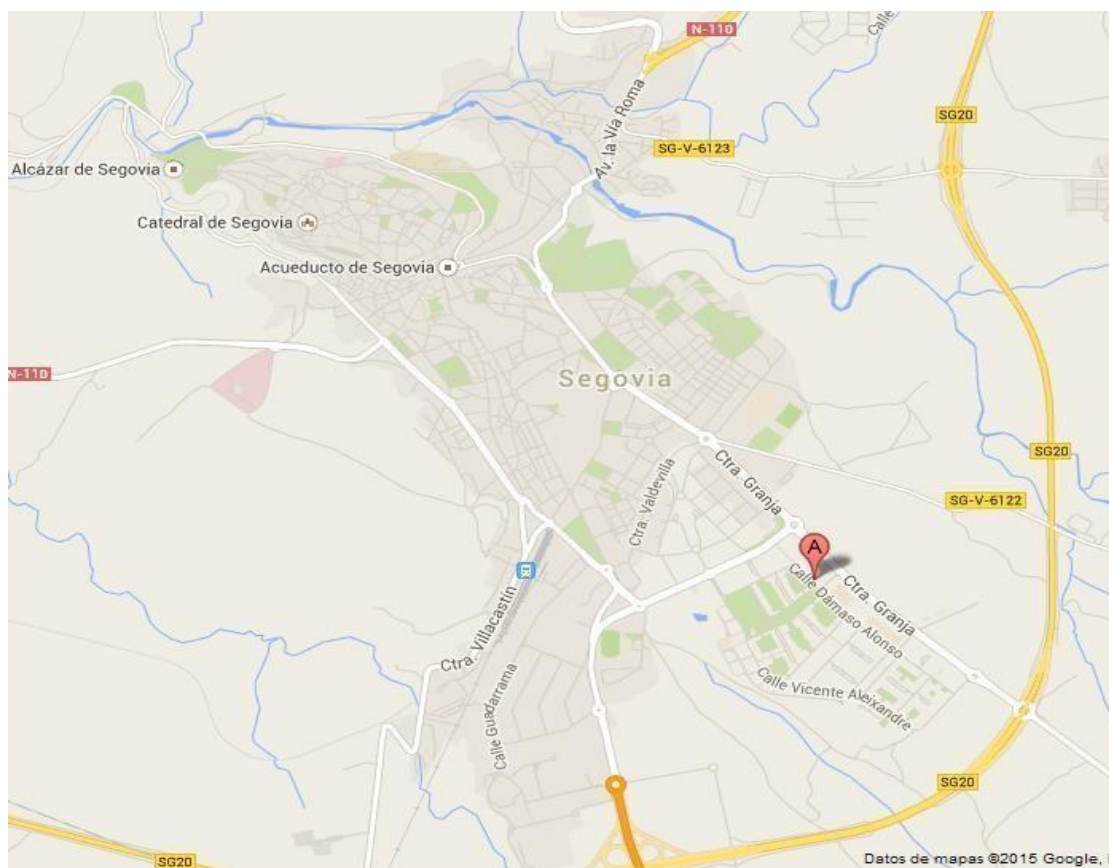 N-110
Calle
SG20
Av. la Vía Roma
SG-V-6123
Alcázar de Segovia
Catedral de Segovia
Acueducto de Segovia
N-110
Segovia
SG20
Ctra. Granja
Ctra. Valdevilla
SG-V-6122
A
Calle Dámaso Alonso
Ctra. Granja
Ctra. Villacastín
Calle Guadarrama
Calle Vicente Aleixandre
SG20
SG20
Datos de mapas ©2015 Google